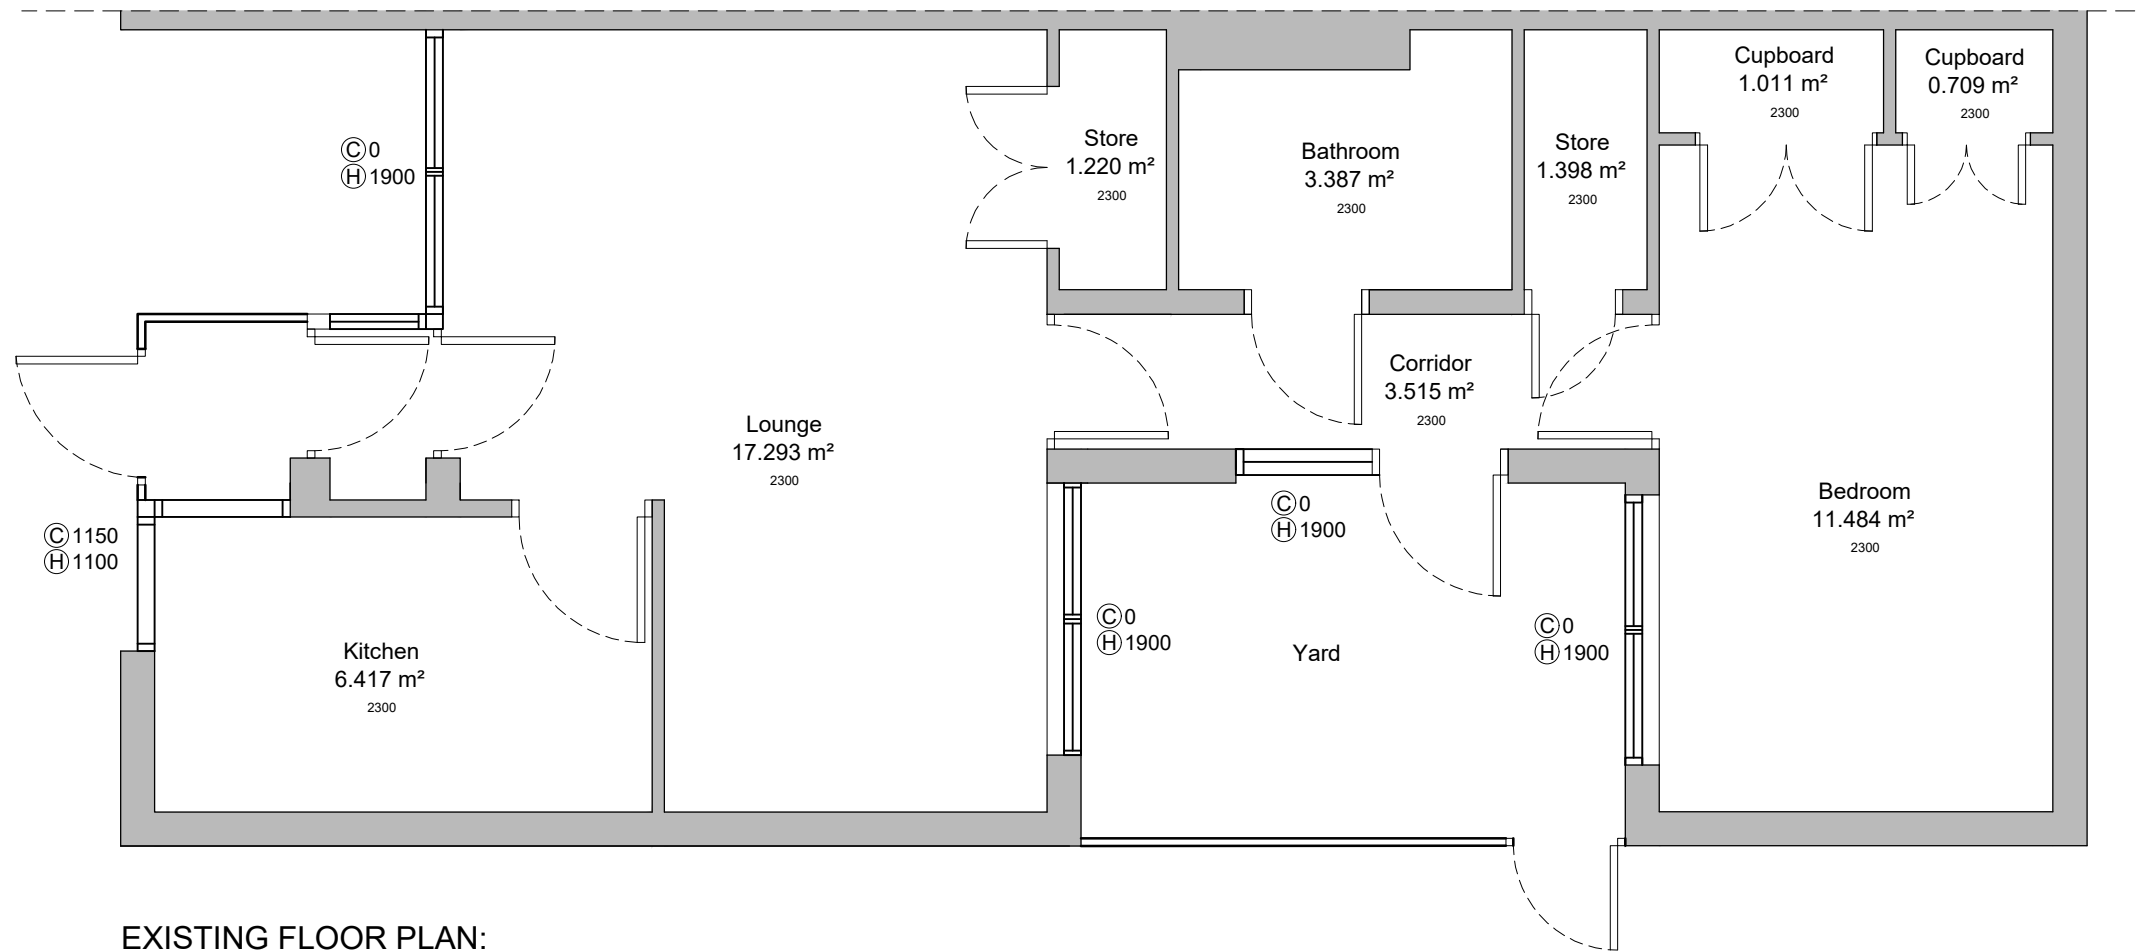 Cupboard
1.011 m²
2300
Cupboard
0.709 m²
2300
Ⓒ0
Ⓗ1900
Store
1.220 m²
2300
Bathroom
3.387 m²
2300
Store
1.398 m²
2300
Lounge
17.293 m²
2300
Corridor
3.515 m²
2300
Ⓒ1150
Ⓗ1100
Ⓒ0
Ⓗ1900
Bedroom
11.484 m²
2300
Kitchen
6.417 m²
2300
Ⓒ0
Ⓗ1900
Yard
Ⓒ0
Ⓗ1900
EXISTING FLOOR PLAN: